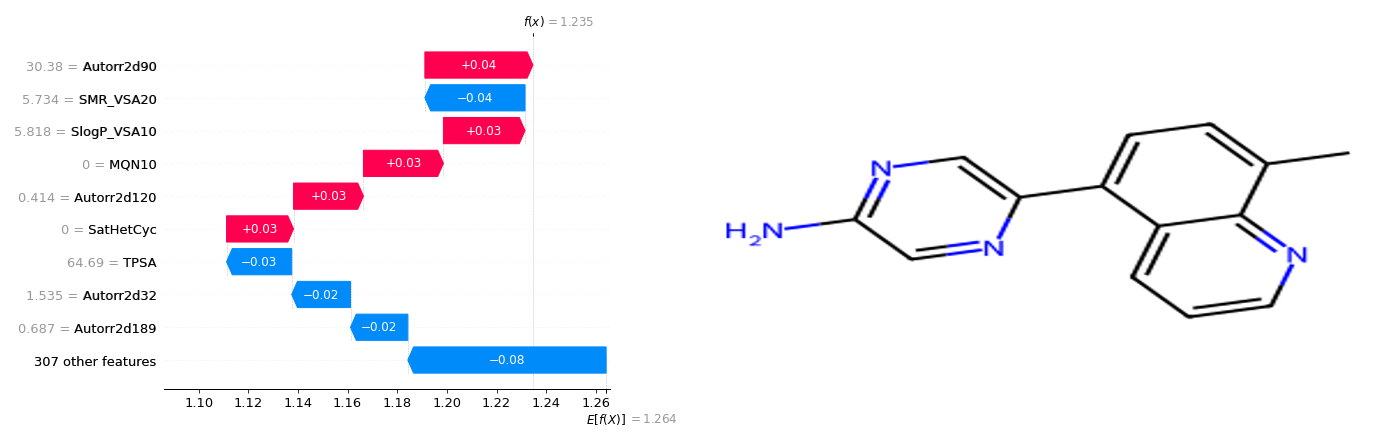 f(x) = 1.235
30.38 = Autorr2d90
+0.04
5.734 = SMR_VSA20
−0.04
5.818 = SlogP_VSA10
+0.03
0 = MQN10
+0.03
0.414 = Autorr2d120
+0.03
0 = SatHetCyc
+0.03
64.69 = TPSA
−0.03
1.535 = Autorr2d32
−0.02
0.687 = Autorr2d189
−0.02
307 other features
−0.08
1.10 1.12 1.14 1.16 1.18 1.20 1.22 1.24 1.26
E[f(X)] = 1.264
N
H₂N
N
N